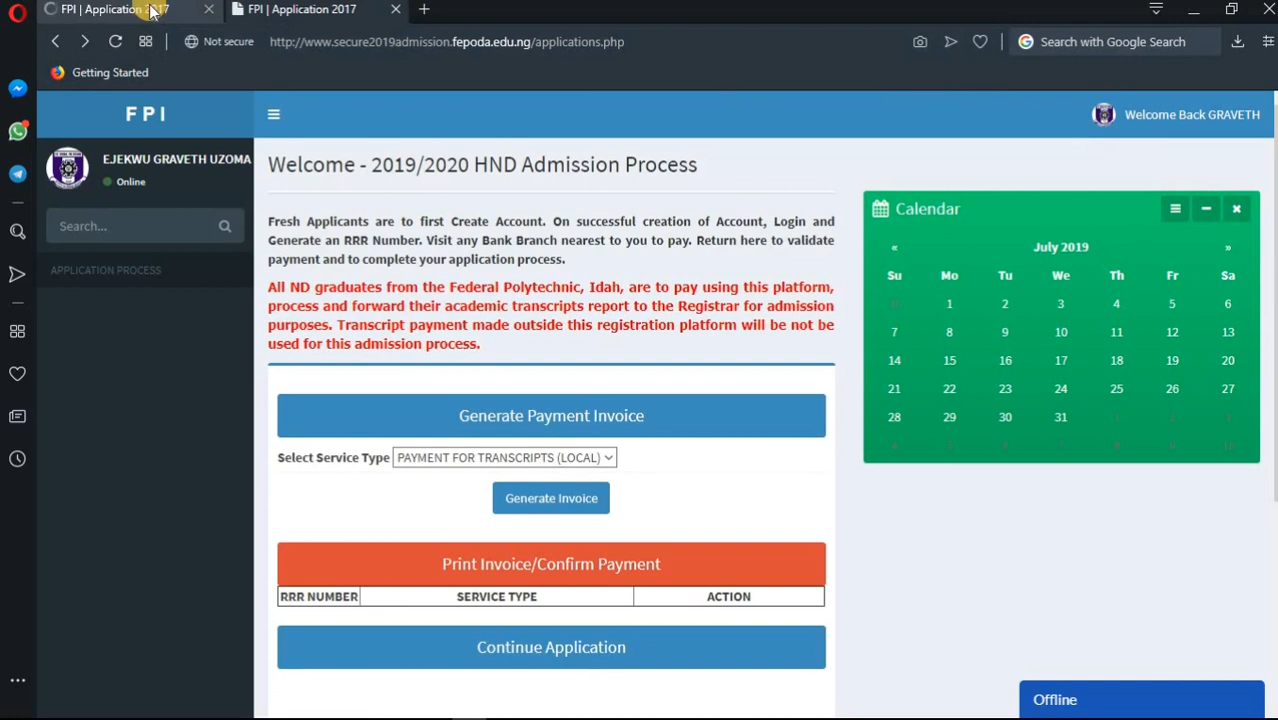 FPI | Application 2017
FPI | Application 2017
Not secure
http://www.secure2019admission.fepoda.edu.ng/applications.php
Search with Google Search
Getting Started
F P I
Welcome Back GRAVETH
EJEKWU GRAVETH UZOMA
Online
Search...
APPLICATION PROCESS
Welcome - 2019/2020 HND Admission Process
Fresh Applicants are to first Create Account. On successful creation of Account, Login and
Generate an RRR Number. Visit any Bank Branch nearest to you to pay. Return here to validate
payment and to complete your application process.
All ND graduates from the Federal Polytechnic, Idah, are to pay using this platform,
process and forward their academic transcripts report to the Registrar for admission
purposes. Transcript payment made outside this registration platform will be not be
used for this admission process.
Generate Payment Invoice
Select Service Type PAYMENT FOR TRANSCRIPTS (LOCAL)
Generate Invoice
Print Invoice/Confirm Payment
RRR NUMBER SERVICE TYPE ACTION
Continue Application
Calendar
« July 2019 »
Su Mo Tu We Th Fr Sa
1 2 3 4 5 6
7 8 9 10 11 12 13
14 15 16 17 18 19 20
21 22 23 24 25 26 27
28 29 30 31
Offline